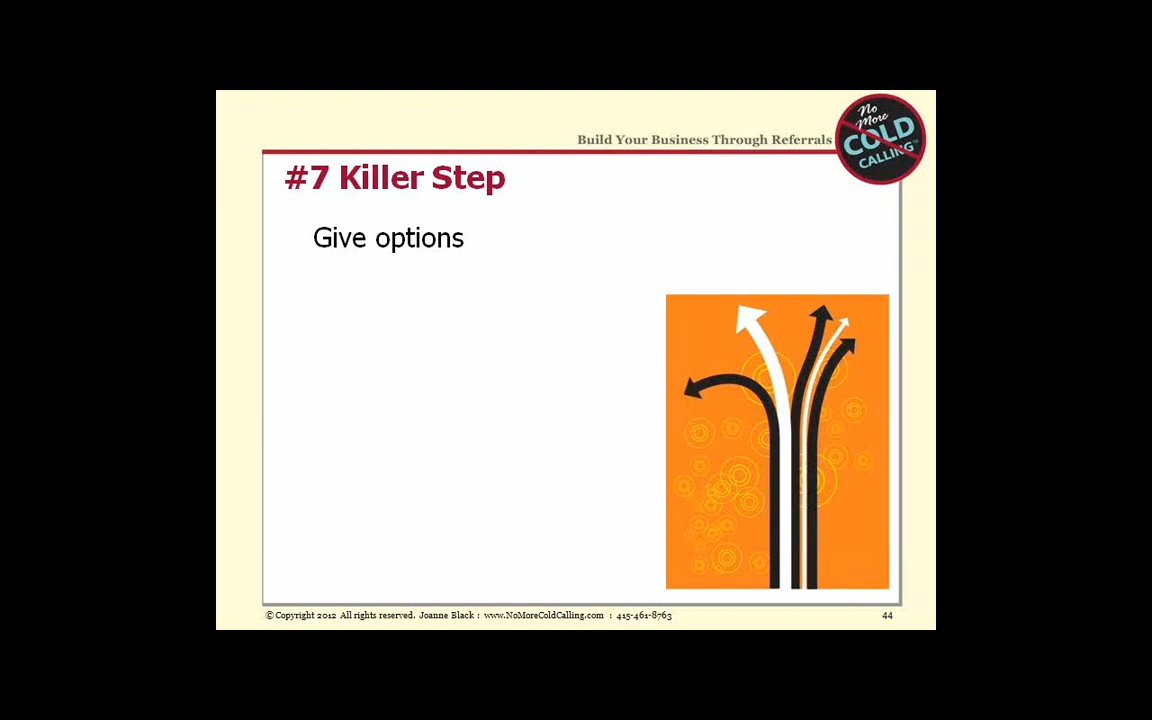 Build Your Business Through Referrals
No
More
COLD
CALLING™
#7 Killer Step
Give options
© Copyright 2012 All rights reserved. Joanne Black : www.NoMoreColdCalling.com : 415-461-8763
44